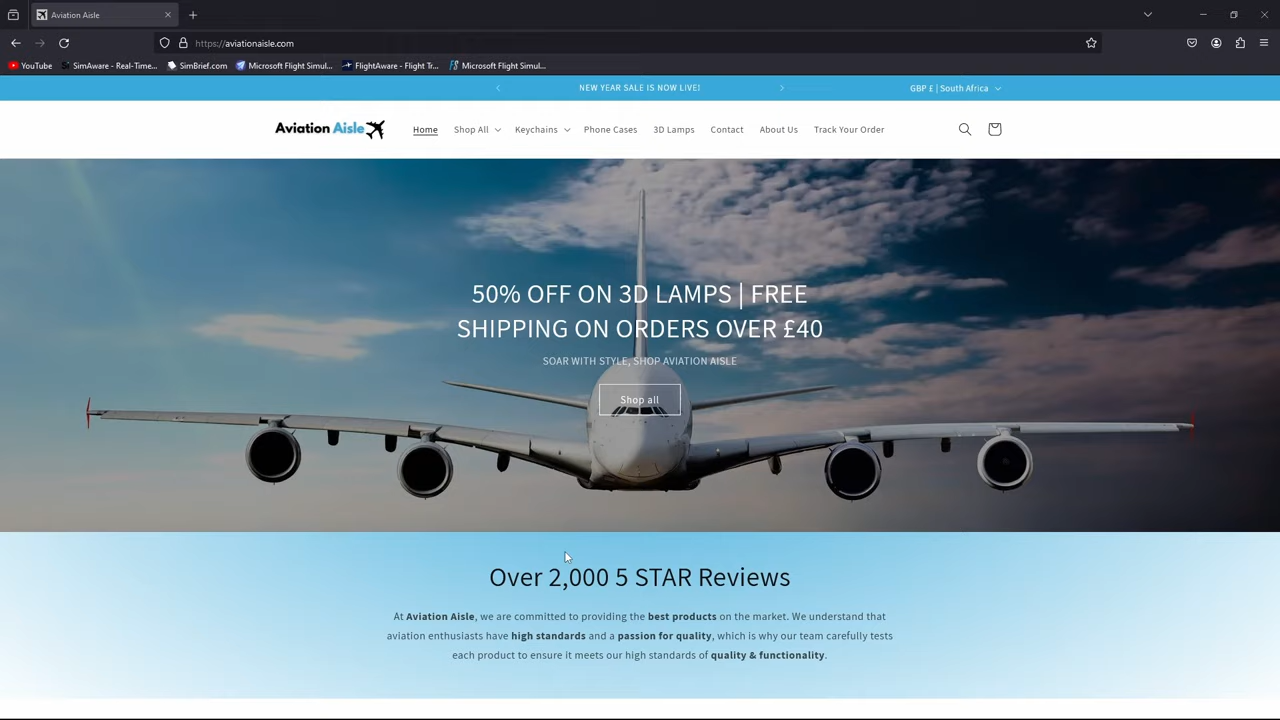 Aviation Aisle
https://aviationaisle.com
YouTube
SimAware - Real-Time...
SimBrief.com
Microsoft Flight Simul...
FlightAware - Flight Tr...
Microsoft Flight Simul...
NEW YEAR SALE IS NOW LIVE!
GBP £ | South Africa
Aviation Aisle
Home
Shop All
Keychains
Phone Cases
3D Lamps
Contact
About Us
Track Your Order
50% OFF ON 3D LAMPS | FREE
SHIPPING ON ORDERS OVER £40
SOAR WITH STYLE, SHOP AVIATION AISLE
Shop all
Over 2,000 5 STAR Reviews
At Aviation Aisle, we are committed to providing the best products on the market. We understand that
aviation enthusiasts have high standards and a passion for quality, which is why our team carefully tests
each product to ensure it meets our high standards of quality & functionality.